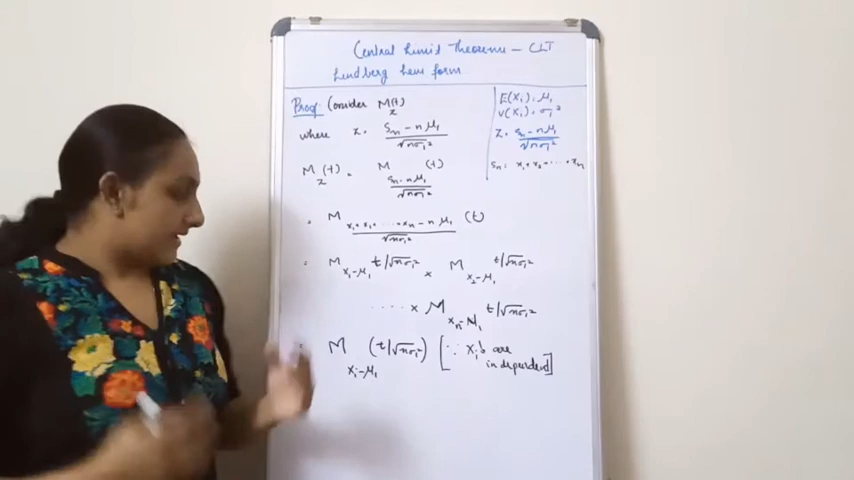 Central Limit Theorem – CLT
Lindberg Levi form
Proof: Consider M_z(t)
where z = (S_n − nμ_1)/√(nσ_1²)
M_z(t) = M_{(S_n − nμ_1)/√(nσ_1²)} (t)
= M_{(x_1+x_2+.....+x_n − nμ_1)/√(nσ_1²)} (t)
= M_{x_1−μ_1} t/√(nσ_1²) × M_{x_2−μ_1} t/√(nσ_1²)
..... × M_{x_n−μ_1} t/√(nσ_1²)
M_{x_i−μ_1} (t/√(nσ_1²)) [∵ x_i's are
independent]
E(X_i) = μ_1
V(X_i) = σ_1²
Z = (S_n − nμ_1)/√(nσ_1²)
S_n = x_1+x_2+....+x_n